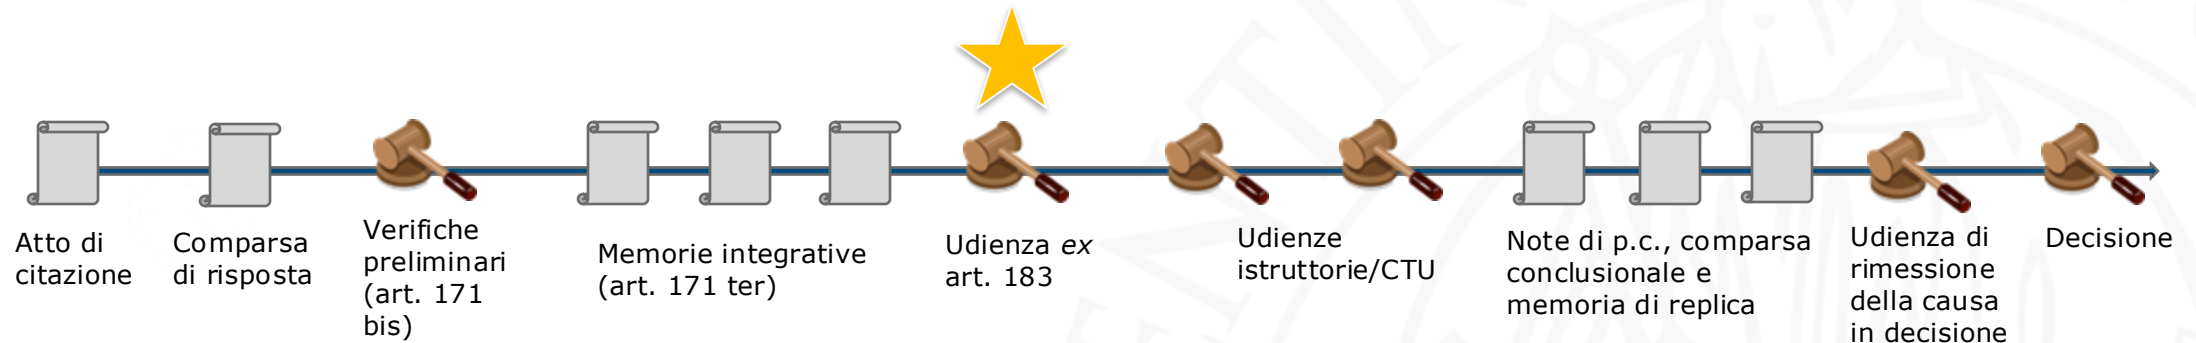 Atto di
citazione
Comparsa
di risposta
Verifiche
preliminari
(art. 171
bis)
Memorie integrative
(art. 171 ter)
Udienza ex
art. 183
Udienze
istruttorie/CTU
Note di p.c., comparsa
conclusionale e
memoria di replica
Udienza di
rimessione
della causa
in decisione
Decisione